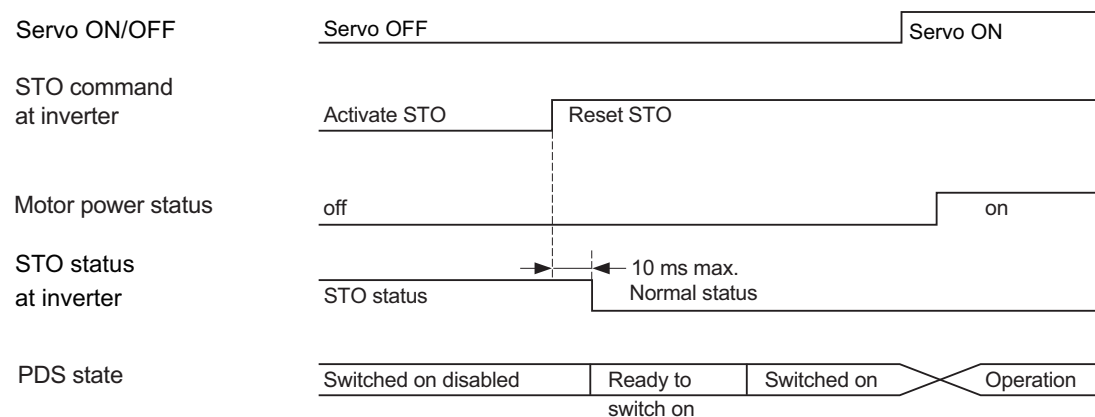 Servo ON/OFF
Servo OFF
Servo ON
STO command
at inverter
Activate STO
Reset STO
Motor power status
off
on
STO status
at inverter
10 ms max.
STO status
Normal status
PDS state
Switched on disabled
Ready to
switch on
Switched on
Operation